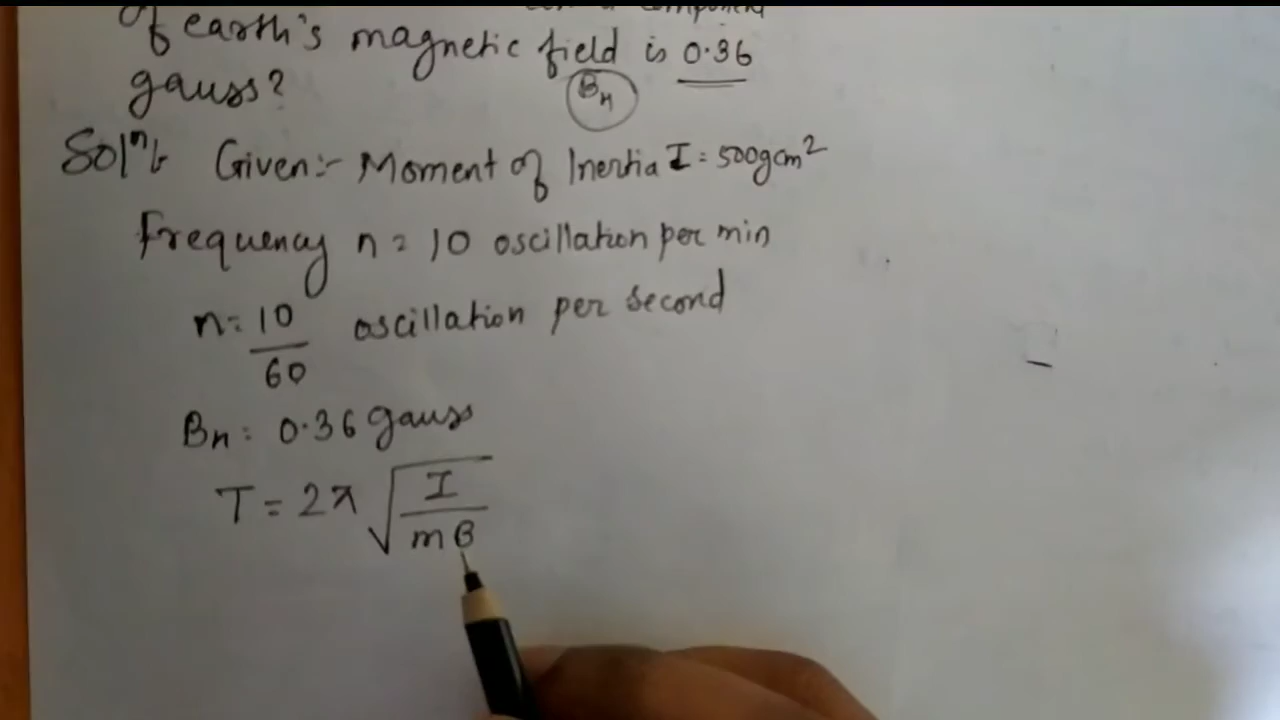 component
of earth's magnetic field is 0.36
gauss?
BH
Solⁿ:- Given:- Moment of Inertia I = 500gcm²
Frequency n = 10 oscillation per min
n = 10/60 oscillation per second
BH = 0.36 gauss
T = 2π √(I/mB)